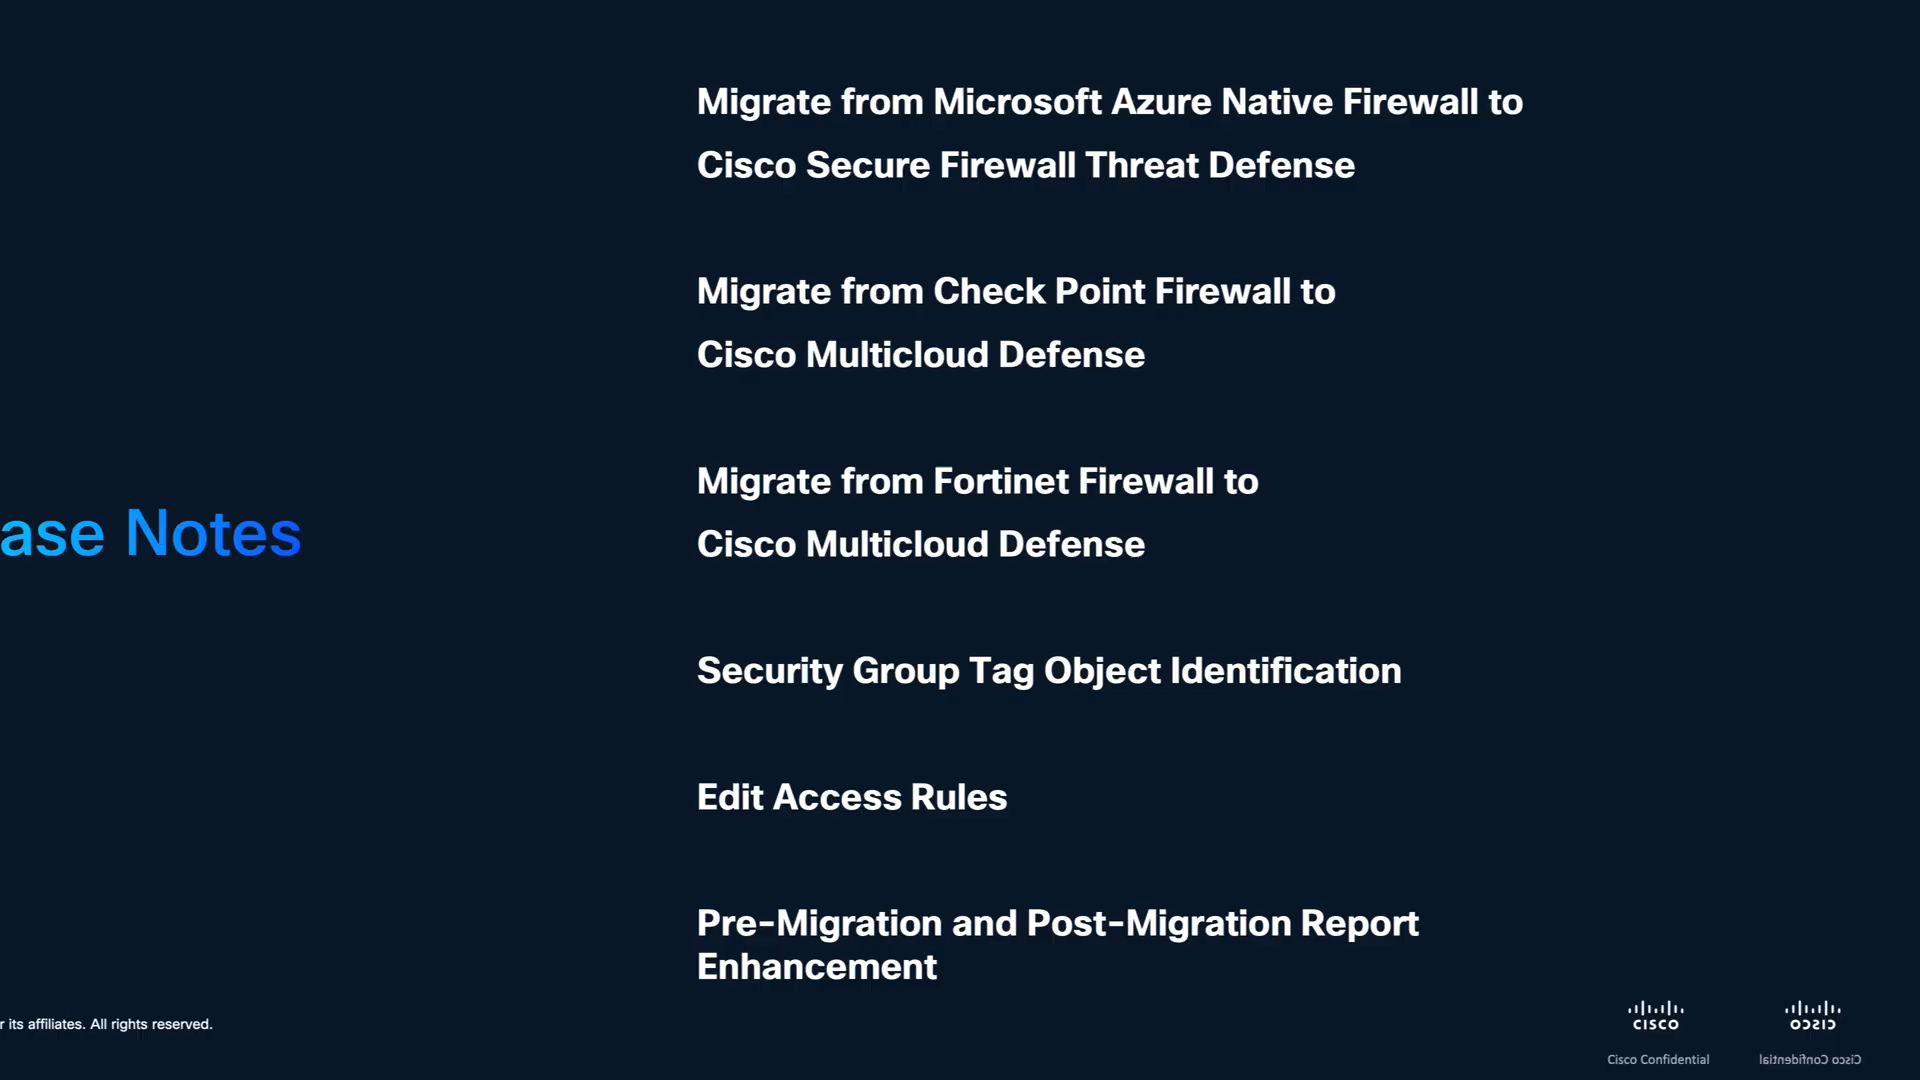 Migrate from Microsoft Azure Native Firewall to
Cisco Secure Firewall Threat Defense
Migrate from Check Point Firewall to
Cisco Multicloud Defense
Migrate from Fortinet Firewall to
Cisco Multicloud Defense
ase Notes
Security Group Tag Object Identification
Edit Access Rules
Pre-Migration and Post-Migration Report
Enhancement
r its affiliates. All rights reserved.
CISCO
CISCO
Cisco Confidential
Cisco Confidential